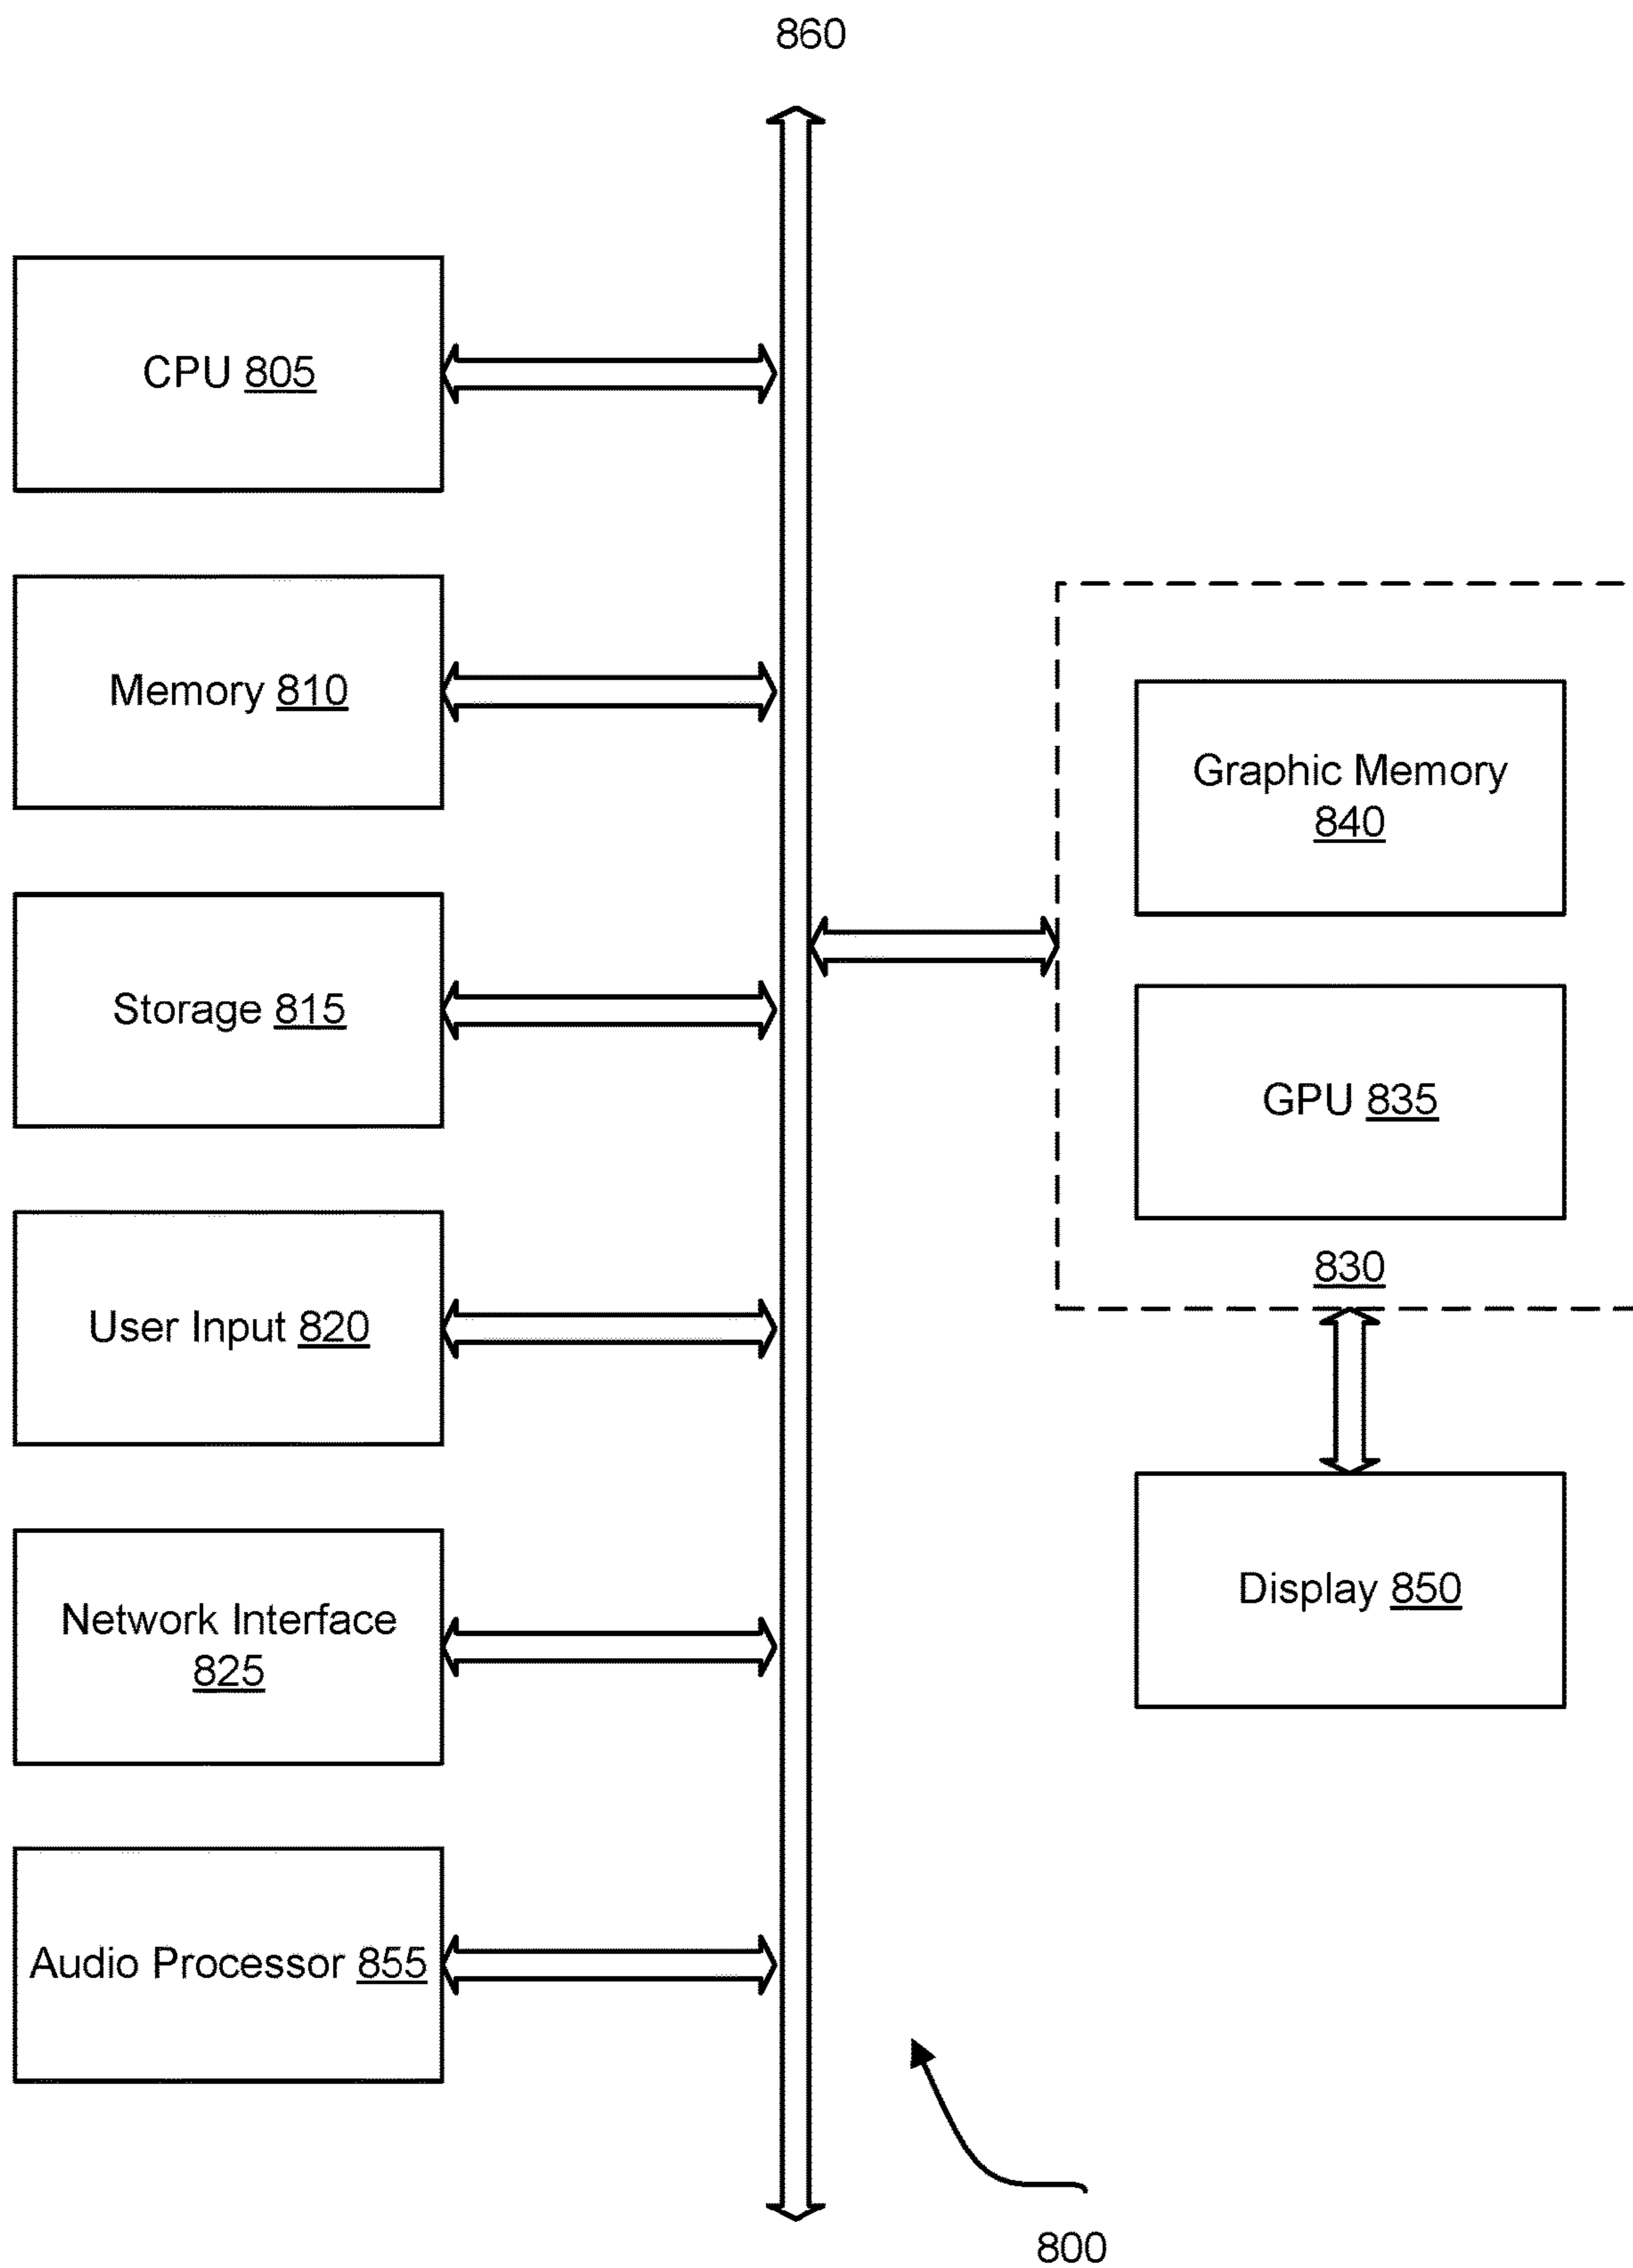 860
CPU 805
Memory 810
Storage 815
User Input 820
Network Interface
825
Audio Processor 855
Graphic Memory
840
GPU 835
830
Display 850
800